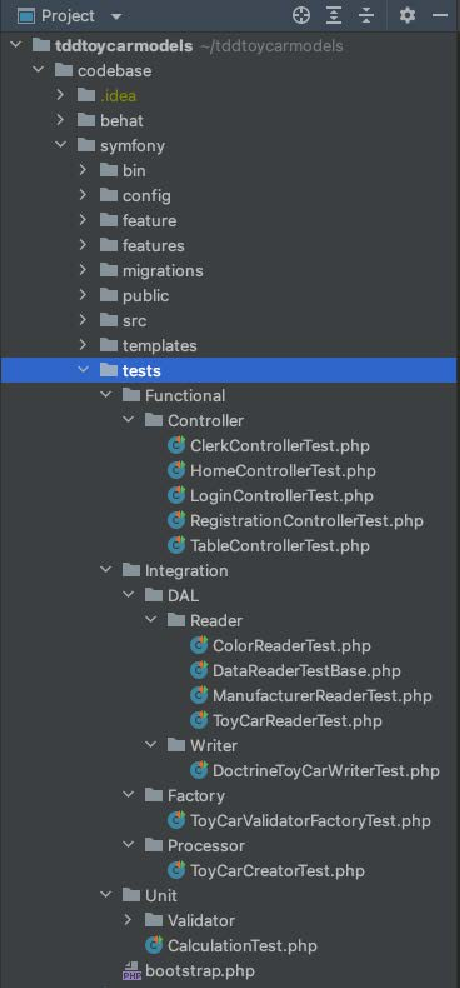 Project
tddtoycarmodels ~/tddtoycarmodels
codebase
.idea
behat
symfony
bin
config
feature
features
migrations
public
src
templates
tests
Functional
Controller
ClerkControllerTest.php
HomeControllerTest.php
LoginControllerTest.php
RegistrationControllerTest.php
TableControllerTest.php
Integration
DAL
Reader
ColorReaderTest.php
DataReaderTestBase.php
ManufacturerReaderTest.php
ToyCarReaderTest.php
Writer
DoctrineToyCarWriterTest.php
Factory
ToyCarValidatorFactoryTest.php
Processor
ToyCarCreatorTest.php
Unit
Validator
CalculationTest.php
bootstrap.php